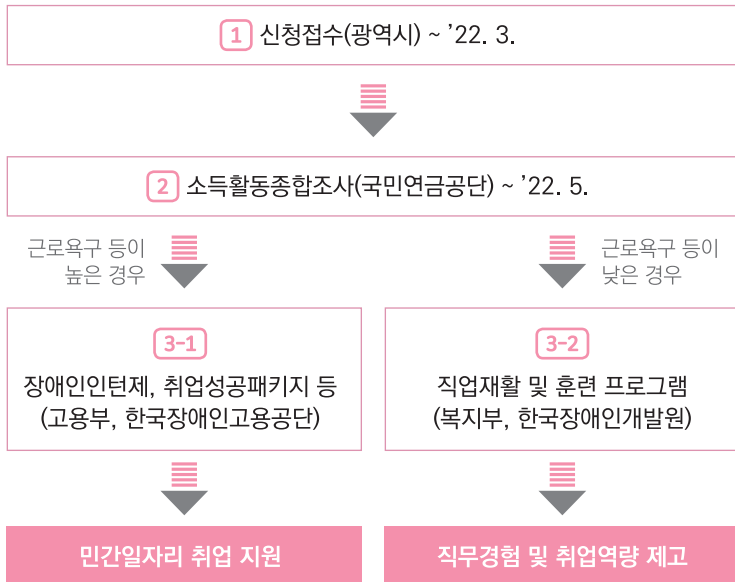 1 신청접수(광역시) ~ ’22. 3.
2 소득활동종합조사(국민연금공단) ~ ’22. 5.
근로욕구 등이
높은 경우
근로욕구 등이
낮은 경우
3-1
장애인인턴제, 취업성공패키지 등
(고용부, 한국장애인고용공단)
3-2
직업재활 및 훈련 프로그램
(복지부, 한국장애인개발원)
민간일자리 취업 지원
직무경험 및 취업역량 제고